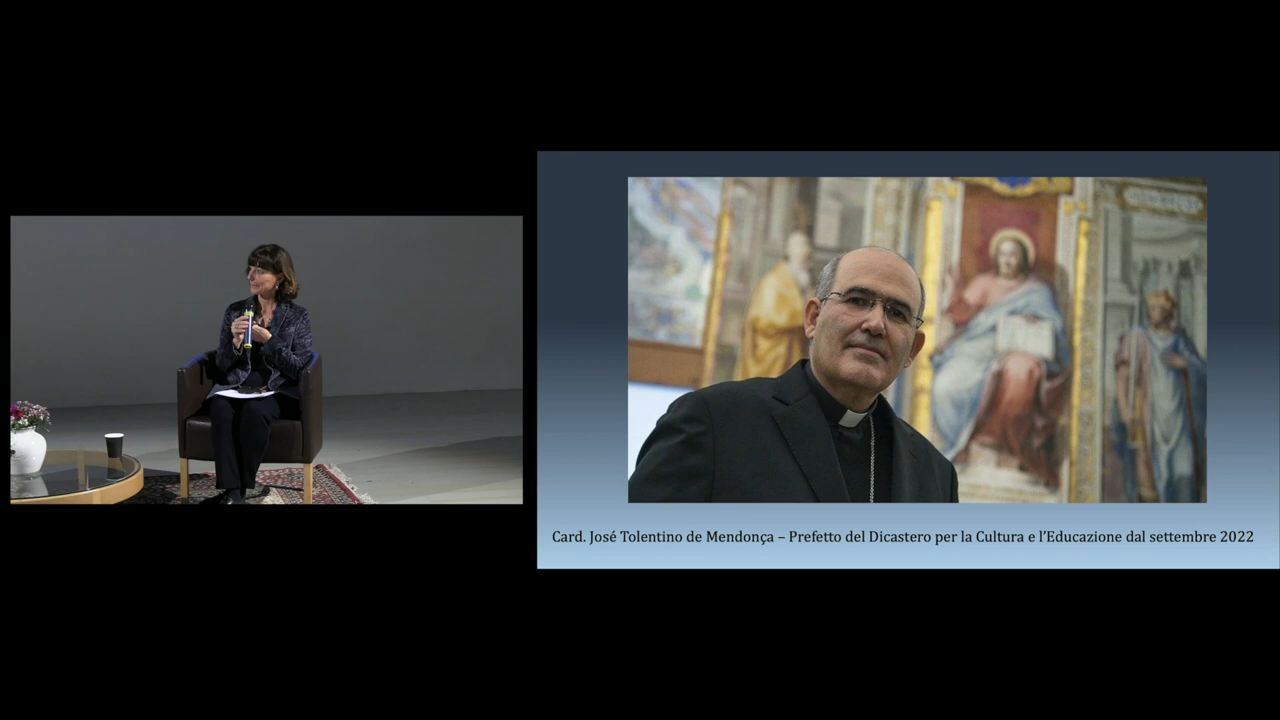 Card. José Tolentino de Mendonça – Prefetto del Dicastero per la Cultura e l’Educazione dal settembre 2022